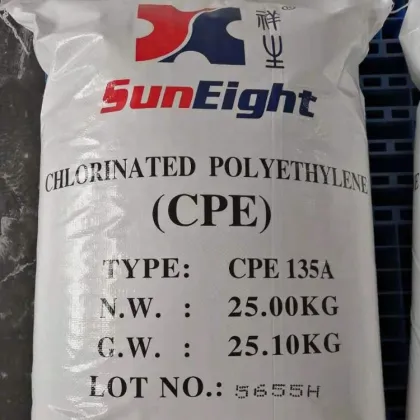 祥生
®
SunEight
CHLORINATED POLYETHYLENE
(CPE)
TYPE: CPE 135A
N.W. : 25.00KG
G.W. : 25.10KG
LOT NO.: 5655H